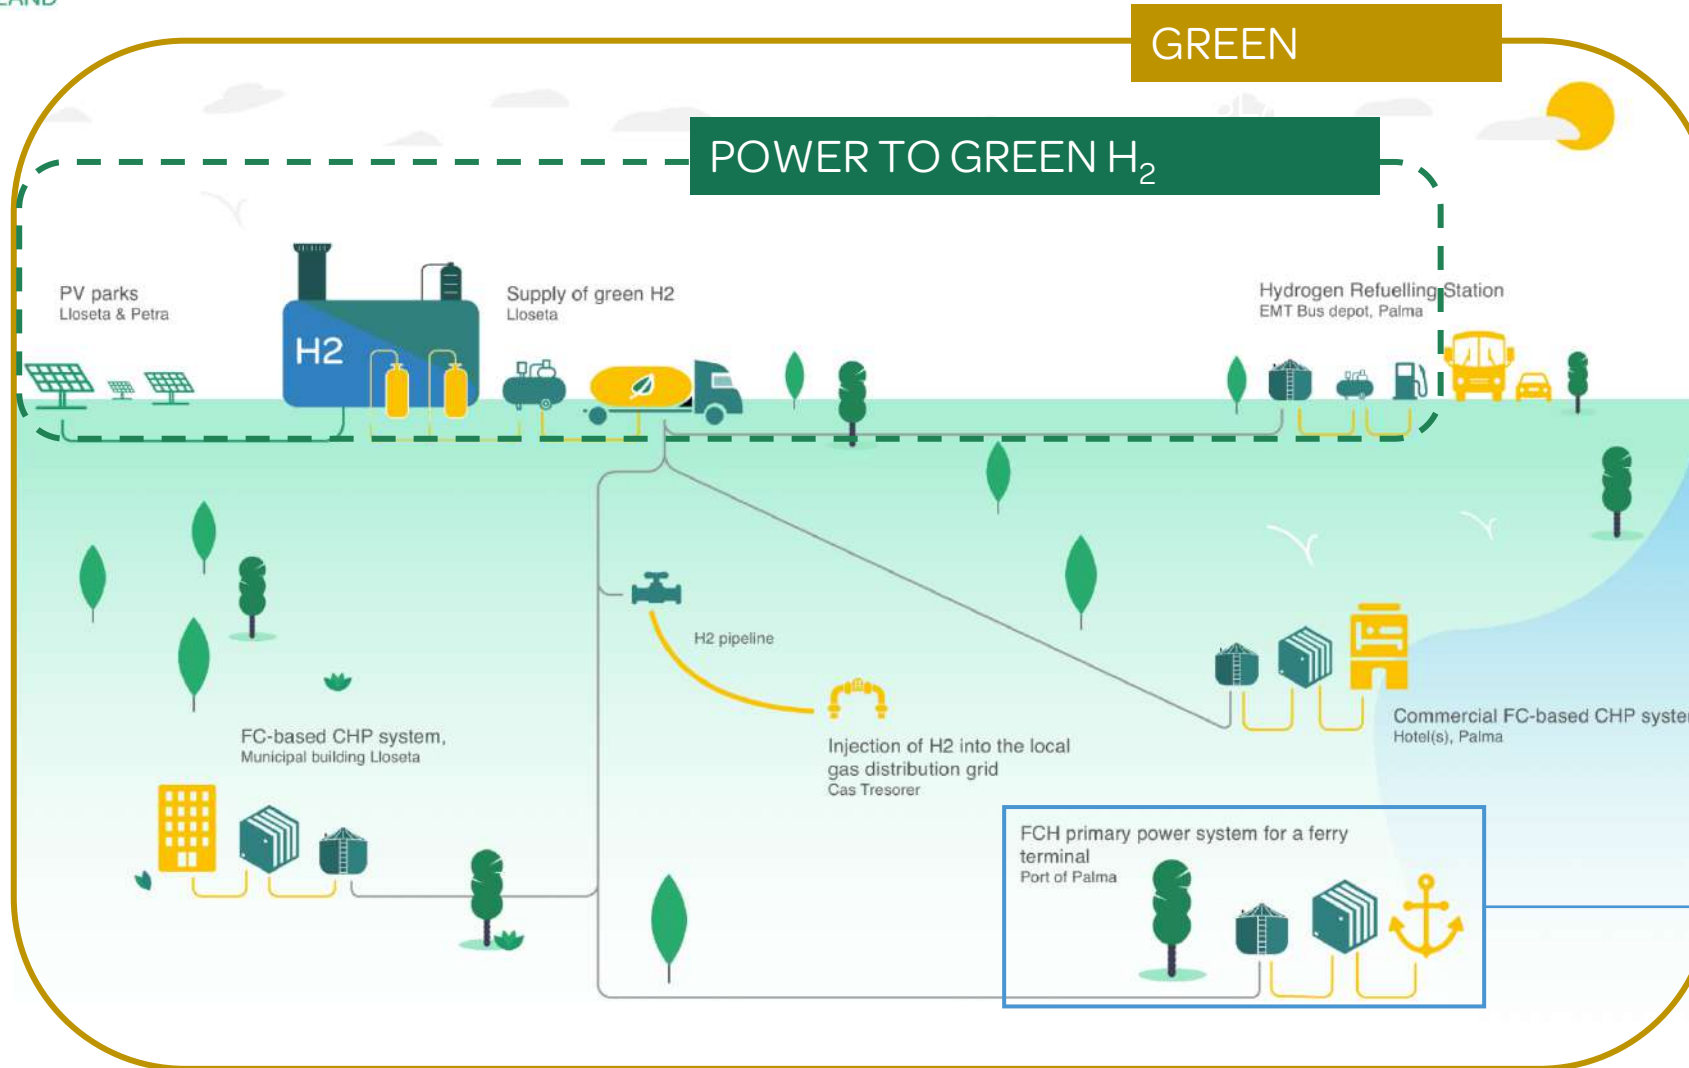 GREEN
POWER TO GREEN H₂
PV parks
Lloseta & Petra
H2
Supply of green H2
Lloseta
Hydrogen Refuelling Station
EMT Bus depot, Palma
H2 pipeline
FC-based CHP system,
Municipal building Lloseta
Injection of H2 into the local
gas distribution grid
Cas Tresorer
Commercial FC-based CHP system
Hotel(s), Palma
FCH primary power system for a ferry
terminal
Port of Palma